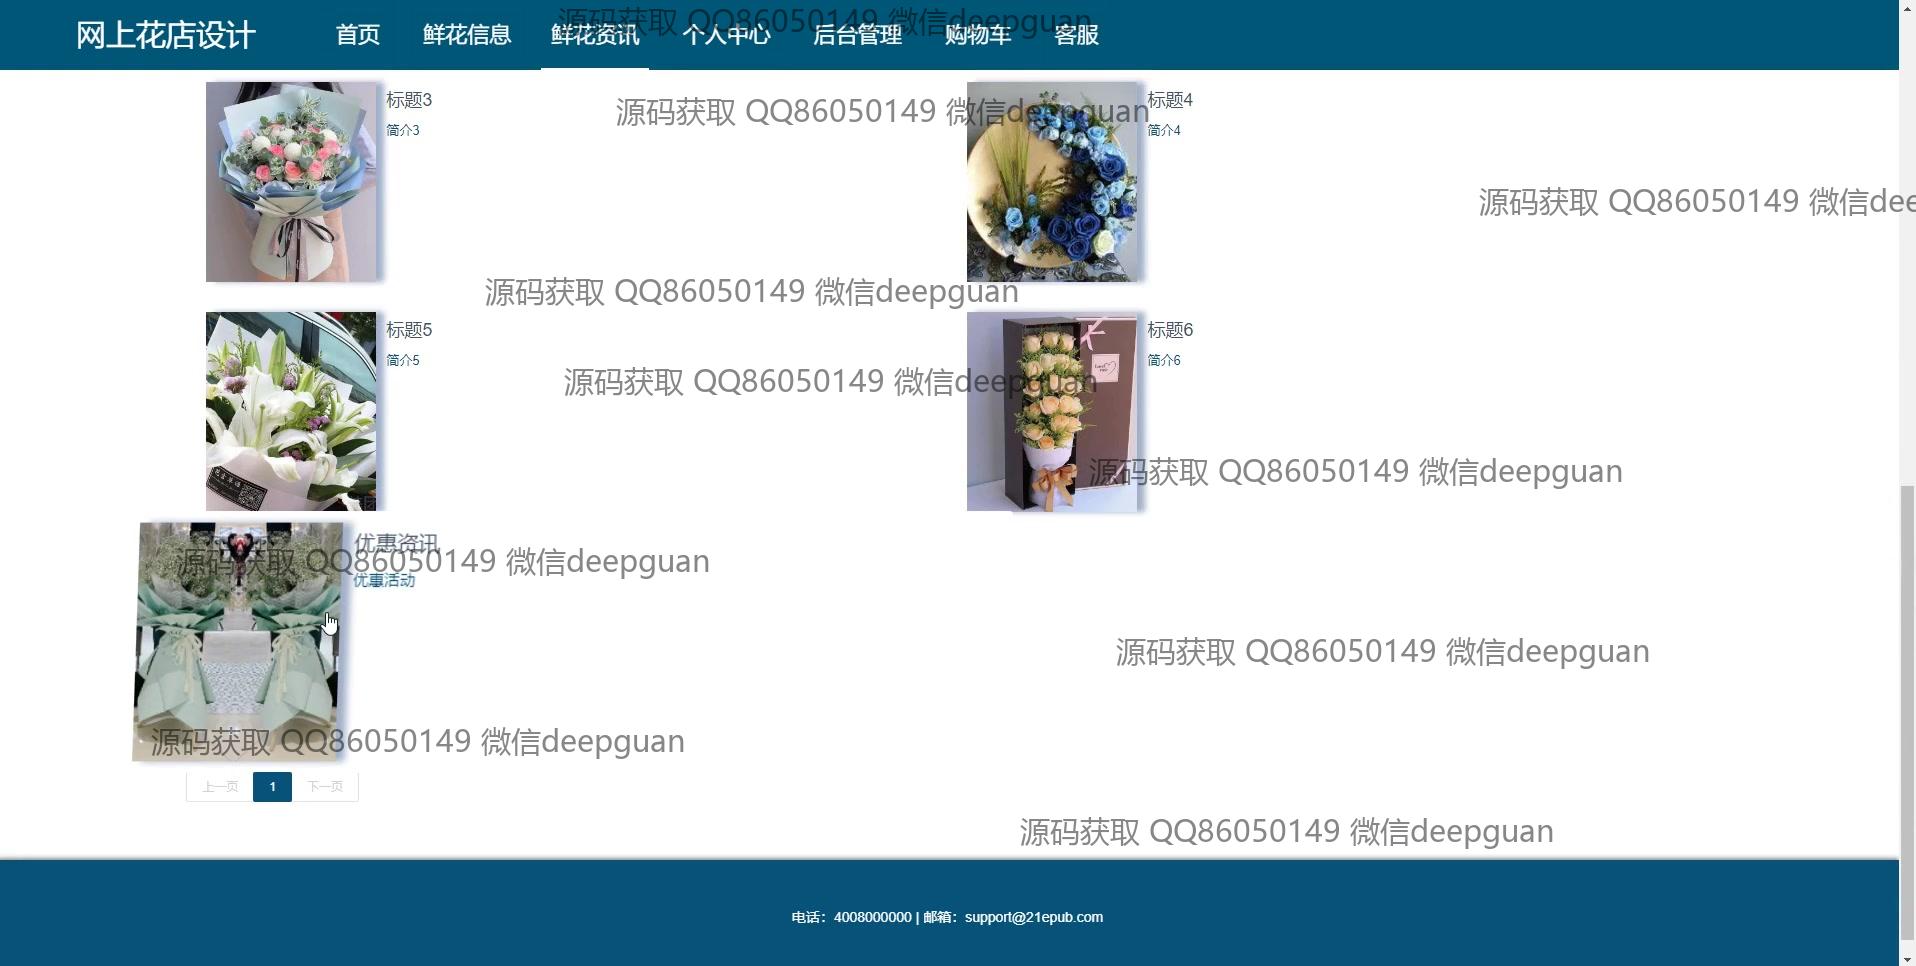 网上花店设计 首页 鲜花信息 鲜花资讯 个人中心 后台管理 购物车 客服
源码获取 QQ86050149 微信deepguan
标题3
简介3
标题4
简介4
源码获取 QQ86050149 微信deepguan
源码获取 QQ86050149 微信dee
源码获取 QQ86050149 微信deepguan
标题5
简介5
标题6
简介6
源码获取 QQ86050149 微信deepguan
源码获取 QQ86050149 微信deepguan
优惠资讯
优惠活动
源码获取 QQ86050149 微信deepguan
源码获取 QQ86050149 微信deepguan
源码获取 QQ86050149 微信deepguan
上一页 1 下一页
源码获取 QQ86050149 微信deepguan
电话：4008000000 | 邮箱：support@21epub.com